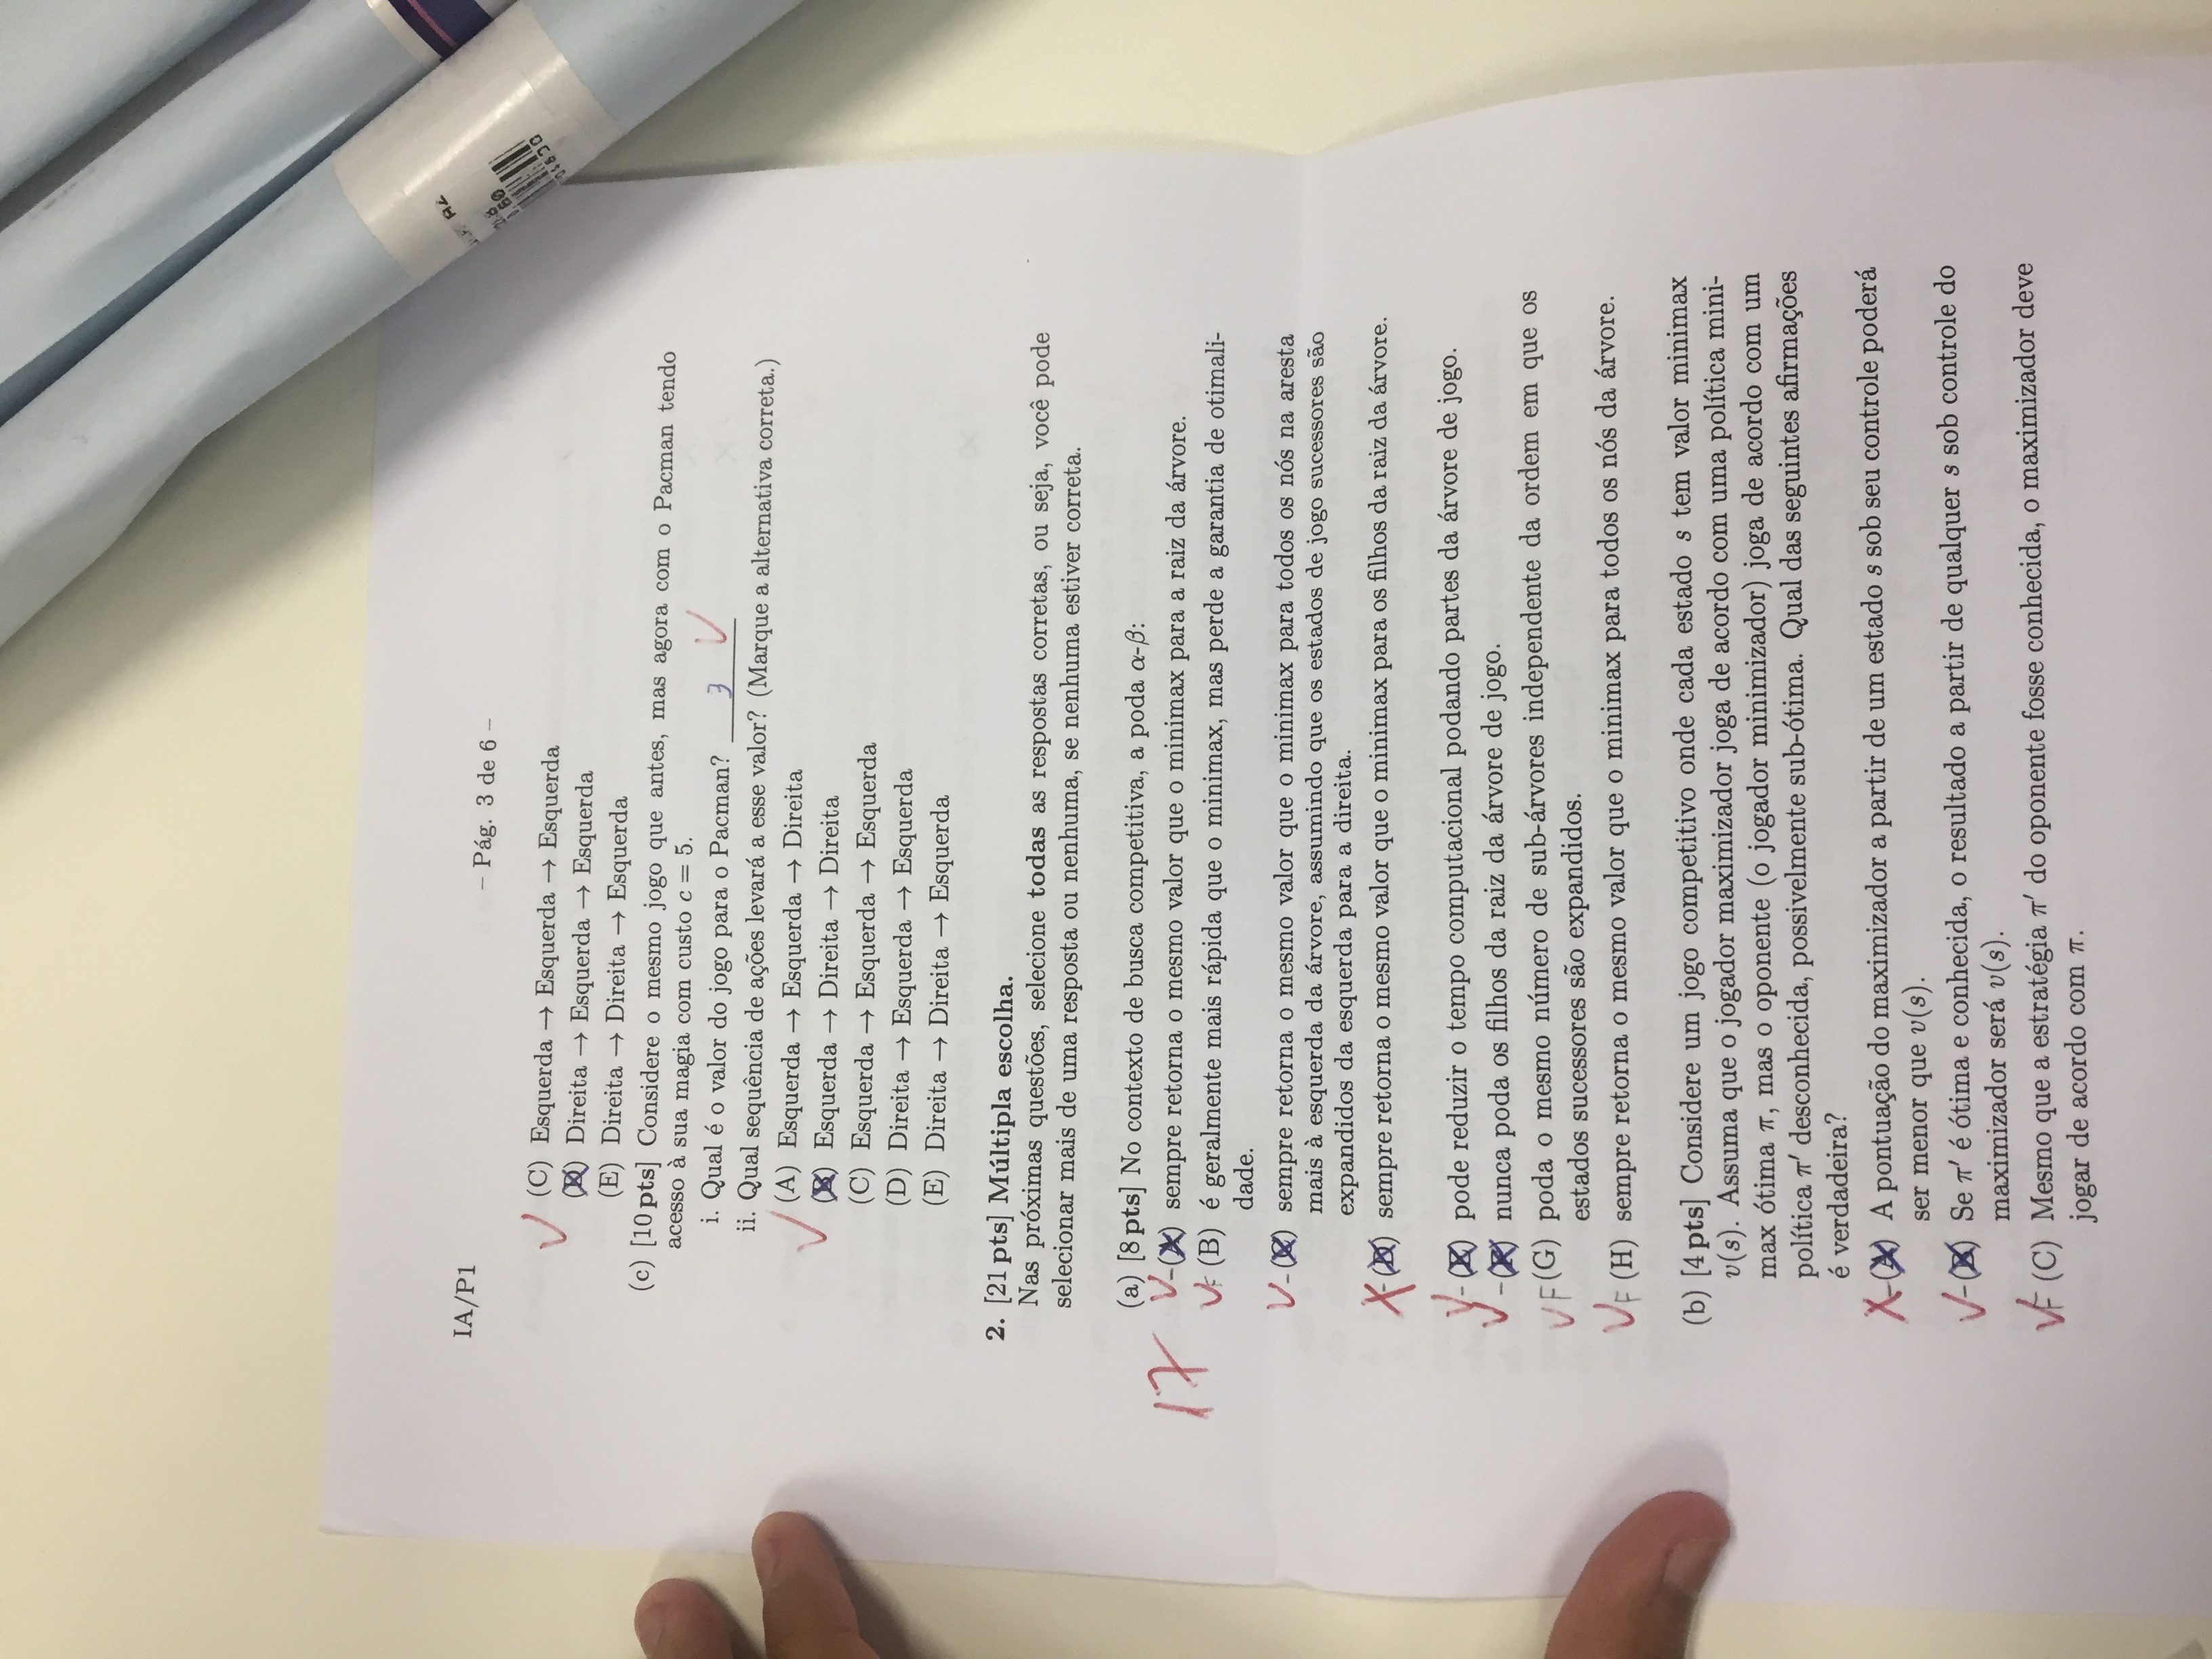 IA/P1
– Pág. 3 de 6 –
(C) Esquerda → Esquerda → Esquerda
(D) Direita → Esquerda → Esquerda
(E) Direita → Direita → Esquerda
(c) [10 pts] Considere o mesmo jogo que antes, mas agora com o Pacman tendo
acesso à sua magia com custo c = 5.
i. Qual é o valor do jogo para o Pacman? 3
ii. Qual sequência de ações levará a esse valor? (Marque a alternativa correta.)
(A) Esquerda → Esquerda → Direita
(B) Esquerda → Direita → Direita
(C) Esquerda → Esquerda → Esquerda
(D) Direita → Esquerda → Esquerda
(E) Direita → Direita → Esquerda
2. [21 pts] Múltipla escolha.
Nas próximas questões, selecione todas as respostas corretas, ou seja, você pode
selecionar mais de uma resposta ou nenhuma, se nenhuma estiver correta.
(a) [8 pts] No contexto de busca competitiva, a poda α-β:
17
(A) sempre retorna o mesmo valor que o minimax para a raiz da árvore.
F (B) é geralmente mais rápida que o minimax, mas perde a garantia de otimali-
dade.
(C) sempre retorna o mesmo valor que o minimax para todos os nós na aresta
mais à esquerda da árvore, assumindo que os estados de jogo sucessores são
expandidos da esquerda para a direita.
(D) sempre retorna o mesmo valor que o minimax para os filhos da raiz da árvore.
(E) pode reduzir o tempo computacional podando partes da árvore de jogo.
(F) nunca poda os filhos da raiz da árvore de jogo.
F (G) poda o mesmo número de sub-árvores independente da ordem em que os
estados sucessores são expandidos.
F (H) sempre retorna o mesmo valor que o minimax para todos os nós da árvore.
(b) [4 pts] Considere um jogo competitivo onde cada estado s tem valor minimax
v(s). Assuma que o jogador maximizador joga de acordo com uma política mini-
max ótima π, mas o oponente (o jogador minimizador) joga de acordo com um
política π′ desconhecida, possivelmente sub-ótima. Qual das seguintes afirmações
é verdadeira?
(A) A pontuação do maximizador a partir de um estado s sob seu controle poderá
ser menor que v(s).
(B) Se π′ é ótima e conhecida, o resultado a partir de qualquer s sob controle do
maximizador será v(s).
F (C) Mesmo que a estratégia π′ do oponente fosse conhecida, o maximizador deve
jogar de acordo com π.